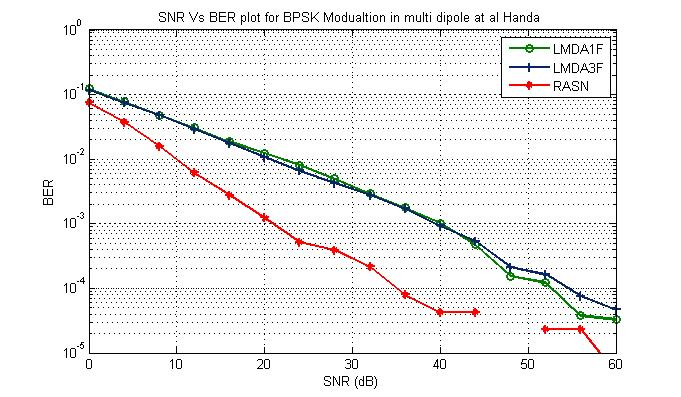 SNR Vs BER plot for BPSK Modualtion in multi dipole at al Handa
10^0
10^-1
10^-2
10^-3
10^-4
10^-5
BER
LMDA1F
LMDA3F
RASN
0 10 20 30 40 50 60
SNR (dB)